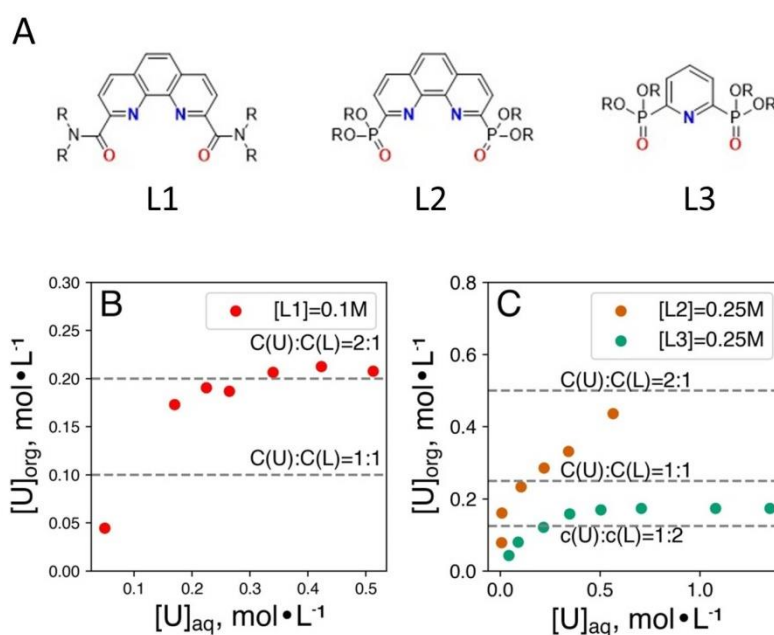 A
N N
R N R N
R O O R
L1
OR N N OR
RO P P OR
O O
L2
OR OR
RO P N P OR
O O
L3
B
[L1]=0.1M
C(U):C(L)=2:1
C(U):C(L)=1:1
0.30
0.25
0.20
0.15
0.10
0.05
0.00
0.1 0.2 0.3 0.4 0.5
[U]org, mol•L⁻¹
[U]aq, mol•L⁻¹
C
[L2]=0.25M
[L3]=0.25M
C(U):C(L)=2:1
C(U):C(L)=1:1
c(U):c(L)=1:2
0.8
0.6
0.4
0.2
0.0
0.0 0.5 1.0
[U]org, mol•L⁻¹
[U]aq, mol•L⁻¹